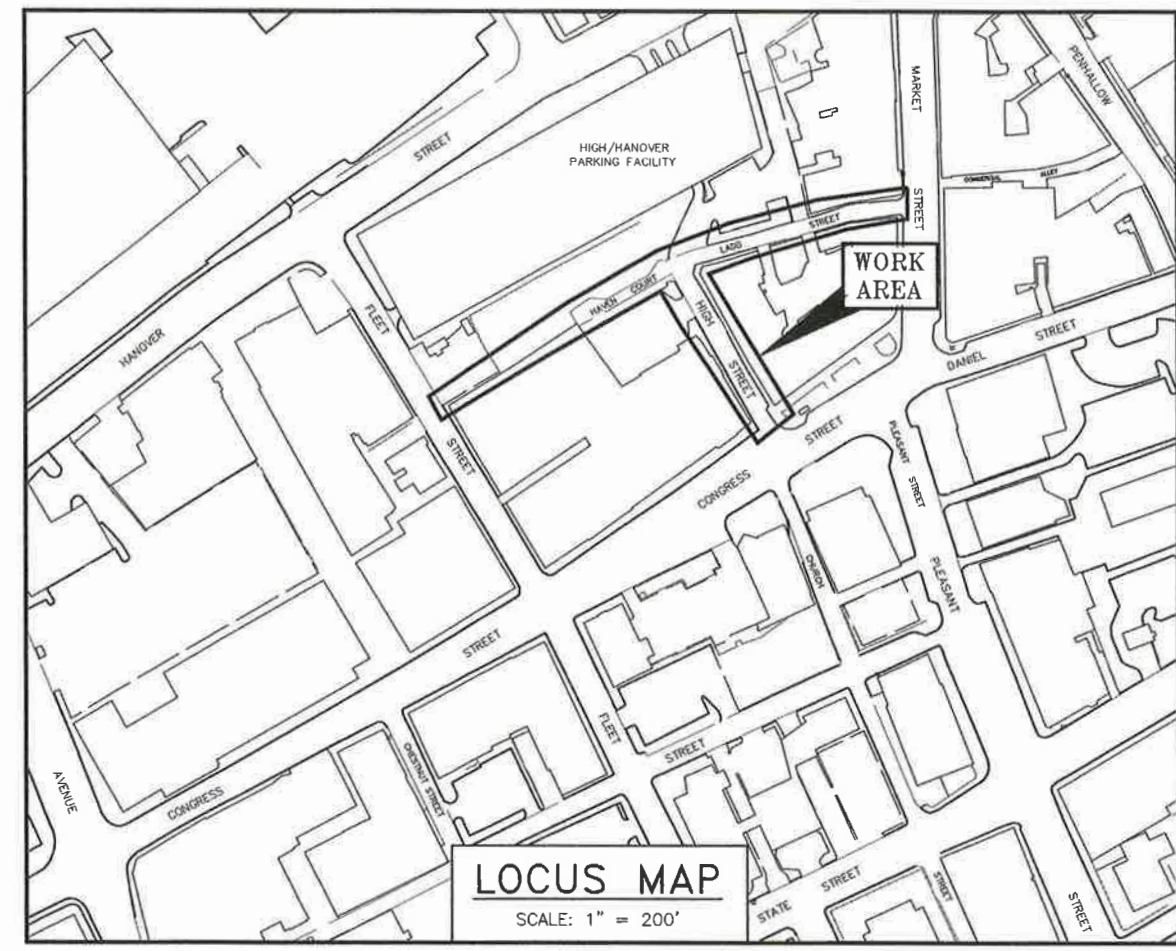 MARKET
PENHALLOW
STREET
HIGH/HANOVER
PARKING FACILITY
COMMERCIAL ALLEY
STREET
LADD STREET
WORK
AREA
HAVEN COURT
FLEET
HIGH
STREET
HANOVER
DANIEL STREET
STREET
STREET
PLEASANT STREET
CONGRESS
CHURCH
PLEASANT
STREET
FLEET
STREET
CHESTNUT STREET
AVENUE
CONGRESS
LOCUS MAP
SCALE: 1" = 200'
STATE
STREET
STREET
STREET